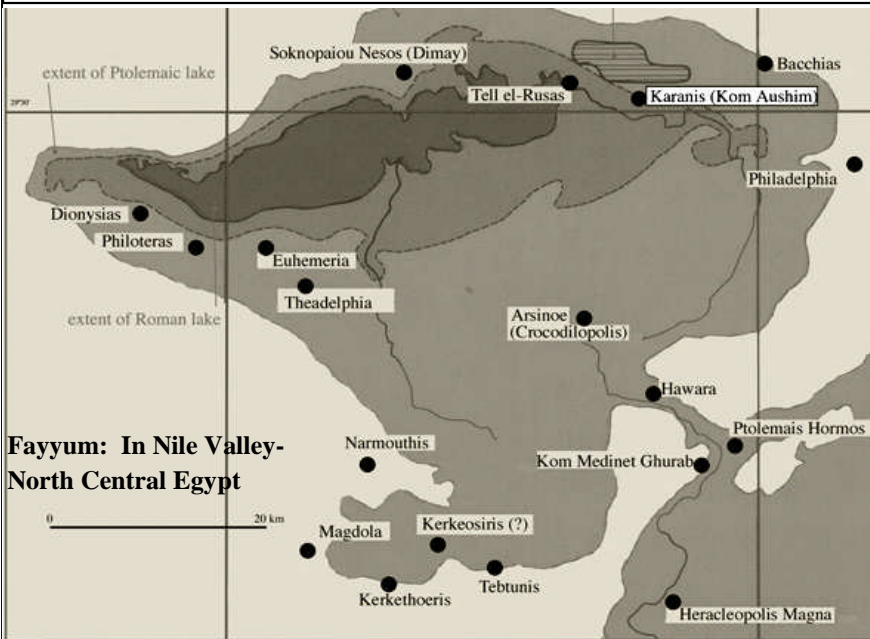 Soknopaiou Nesos (Dimay)
Bacchias
extent of Ptolemaic lake
Tell el-Rusas
Karanis (Kom Aushim)
29°30'
Philadelphia
Dionysias
Philoteras
Euhemeria
Theadelphia
extent of Roman lake
Arsinoe
(Crocodilopolis)
Hawara
Fayyum: In Nile Valley-
North Central Egypt
Narmouthis
Ptolemais Hormos
Kom Medinet Ghurab
0 20 km
Magdola
Kerkeosiris (?)
Tebtunis
Kerkethoeris
Heracleopolis Magna